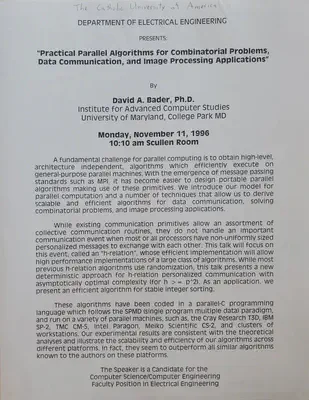 The Catholic University of America
DEPARTMENT OF ELECTRICAL ENGINEERING
PRESENTS:
"Practical Parallel Algorithms for Combinatorial Problems,
Data Communication, and Image Processing Applications"
By
David A. Bader, Ph.D.
Institute for Advanced Computer Studies
University of Maryland, College Park MD
Monday, November 11, 1996
10:10 am Scullen Room
A fundamental challenge for parallel computing is to obtain high-level,
architecture independent, algorithms which efficiently execute on
general-purpose parallel machines. With the emergence of message passing
standards such as MPI, it has become easier to design portable parallel
algorithms making use of these primitives. We introduce our model for
parallel computation and a number of techniques that allow us to design
scalable and efficient algorithms for data communication, solving
combinatorial problems, and image processing applications.
While existing communication primitives allow an assortment of
collective communication routines, they do not handle an important
communication event when most or all processors have non-uniformly sized
personalized messages to exchange with each other. This talk will focus on
this event, called an "h-relation", whose efficient implementation will allow
high performance implementations of a large class of algorithms. While most
previous h-relation algorithms use randomization, this talk presents a new
deterministic approach for h-relation personalized communication with
asymptotically optimal complexity (for h >= p^2). As an application, we
present an efficient algorithm for stable integer sorting.
These algorithms have been coded in a parallel-C programming
language which follows the SPMD (single program multiple data) paradigm,
and run on a variety of parallel machines, such as, the Cray Research T3D, IBM
SP-2, TMC CM-5, Intel Paragon, Meiko Scientific CS-2, and clusters of
workstations. Our experimental results are consistent with the theoretical
analyses and illustrate the scalability and efficiency of our algorithms across
different platforms. In fact, they seem to outperform all similar algorithms
known to the authors on these platforms.
The Speaker is a Candidate for the
Computer Science/Computer Engineering
Faculty Position in Electrical Engineering